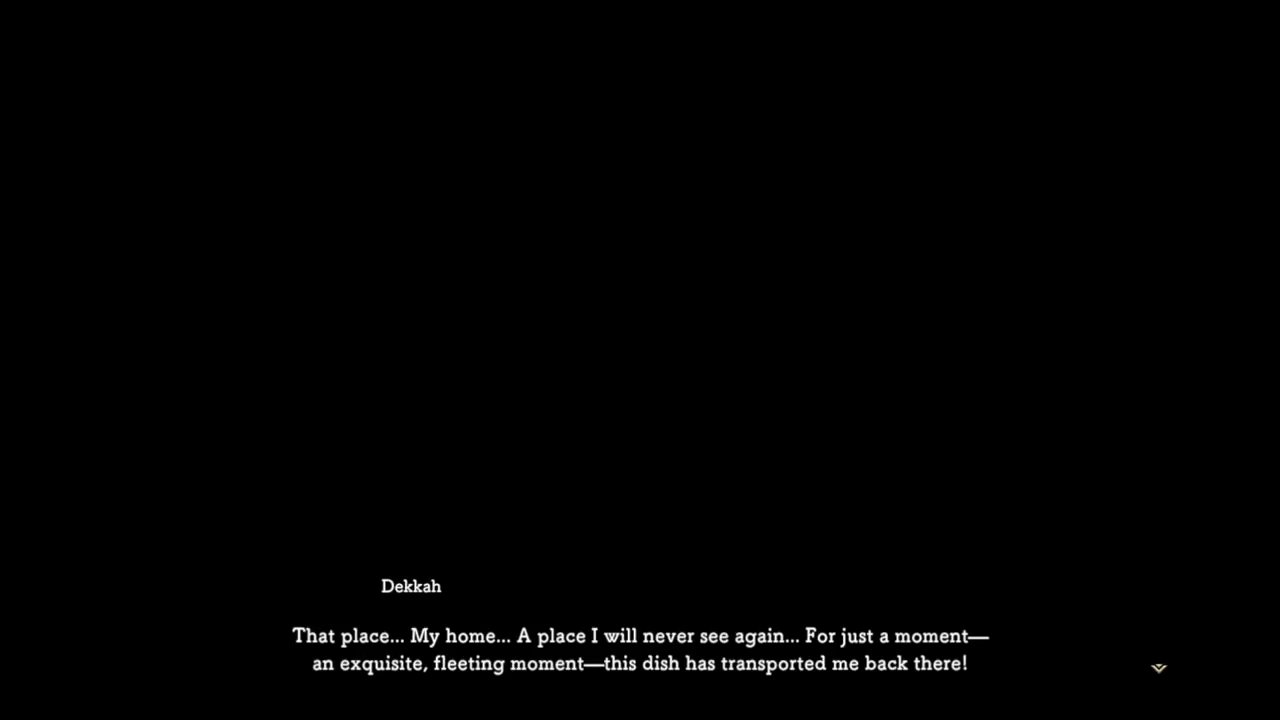 Dekkah
That place... My home... A place I will never see again... For just a moment—
an exquisite, fleeting moment—this dish has transported me back there!